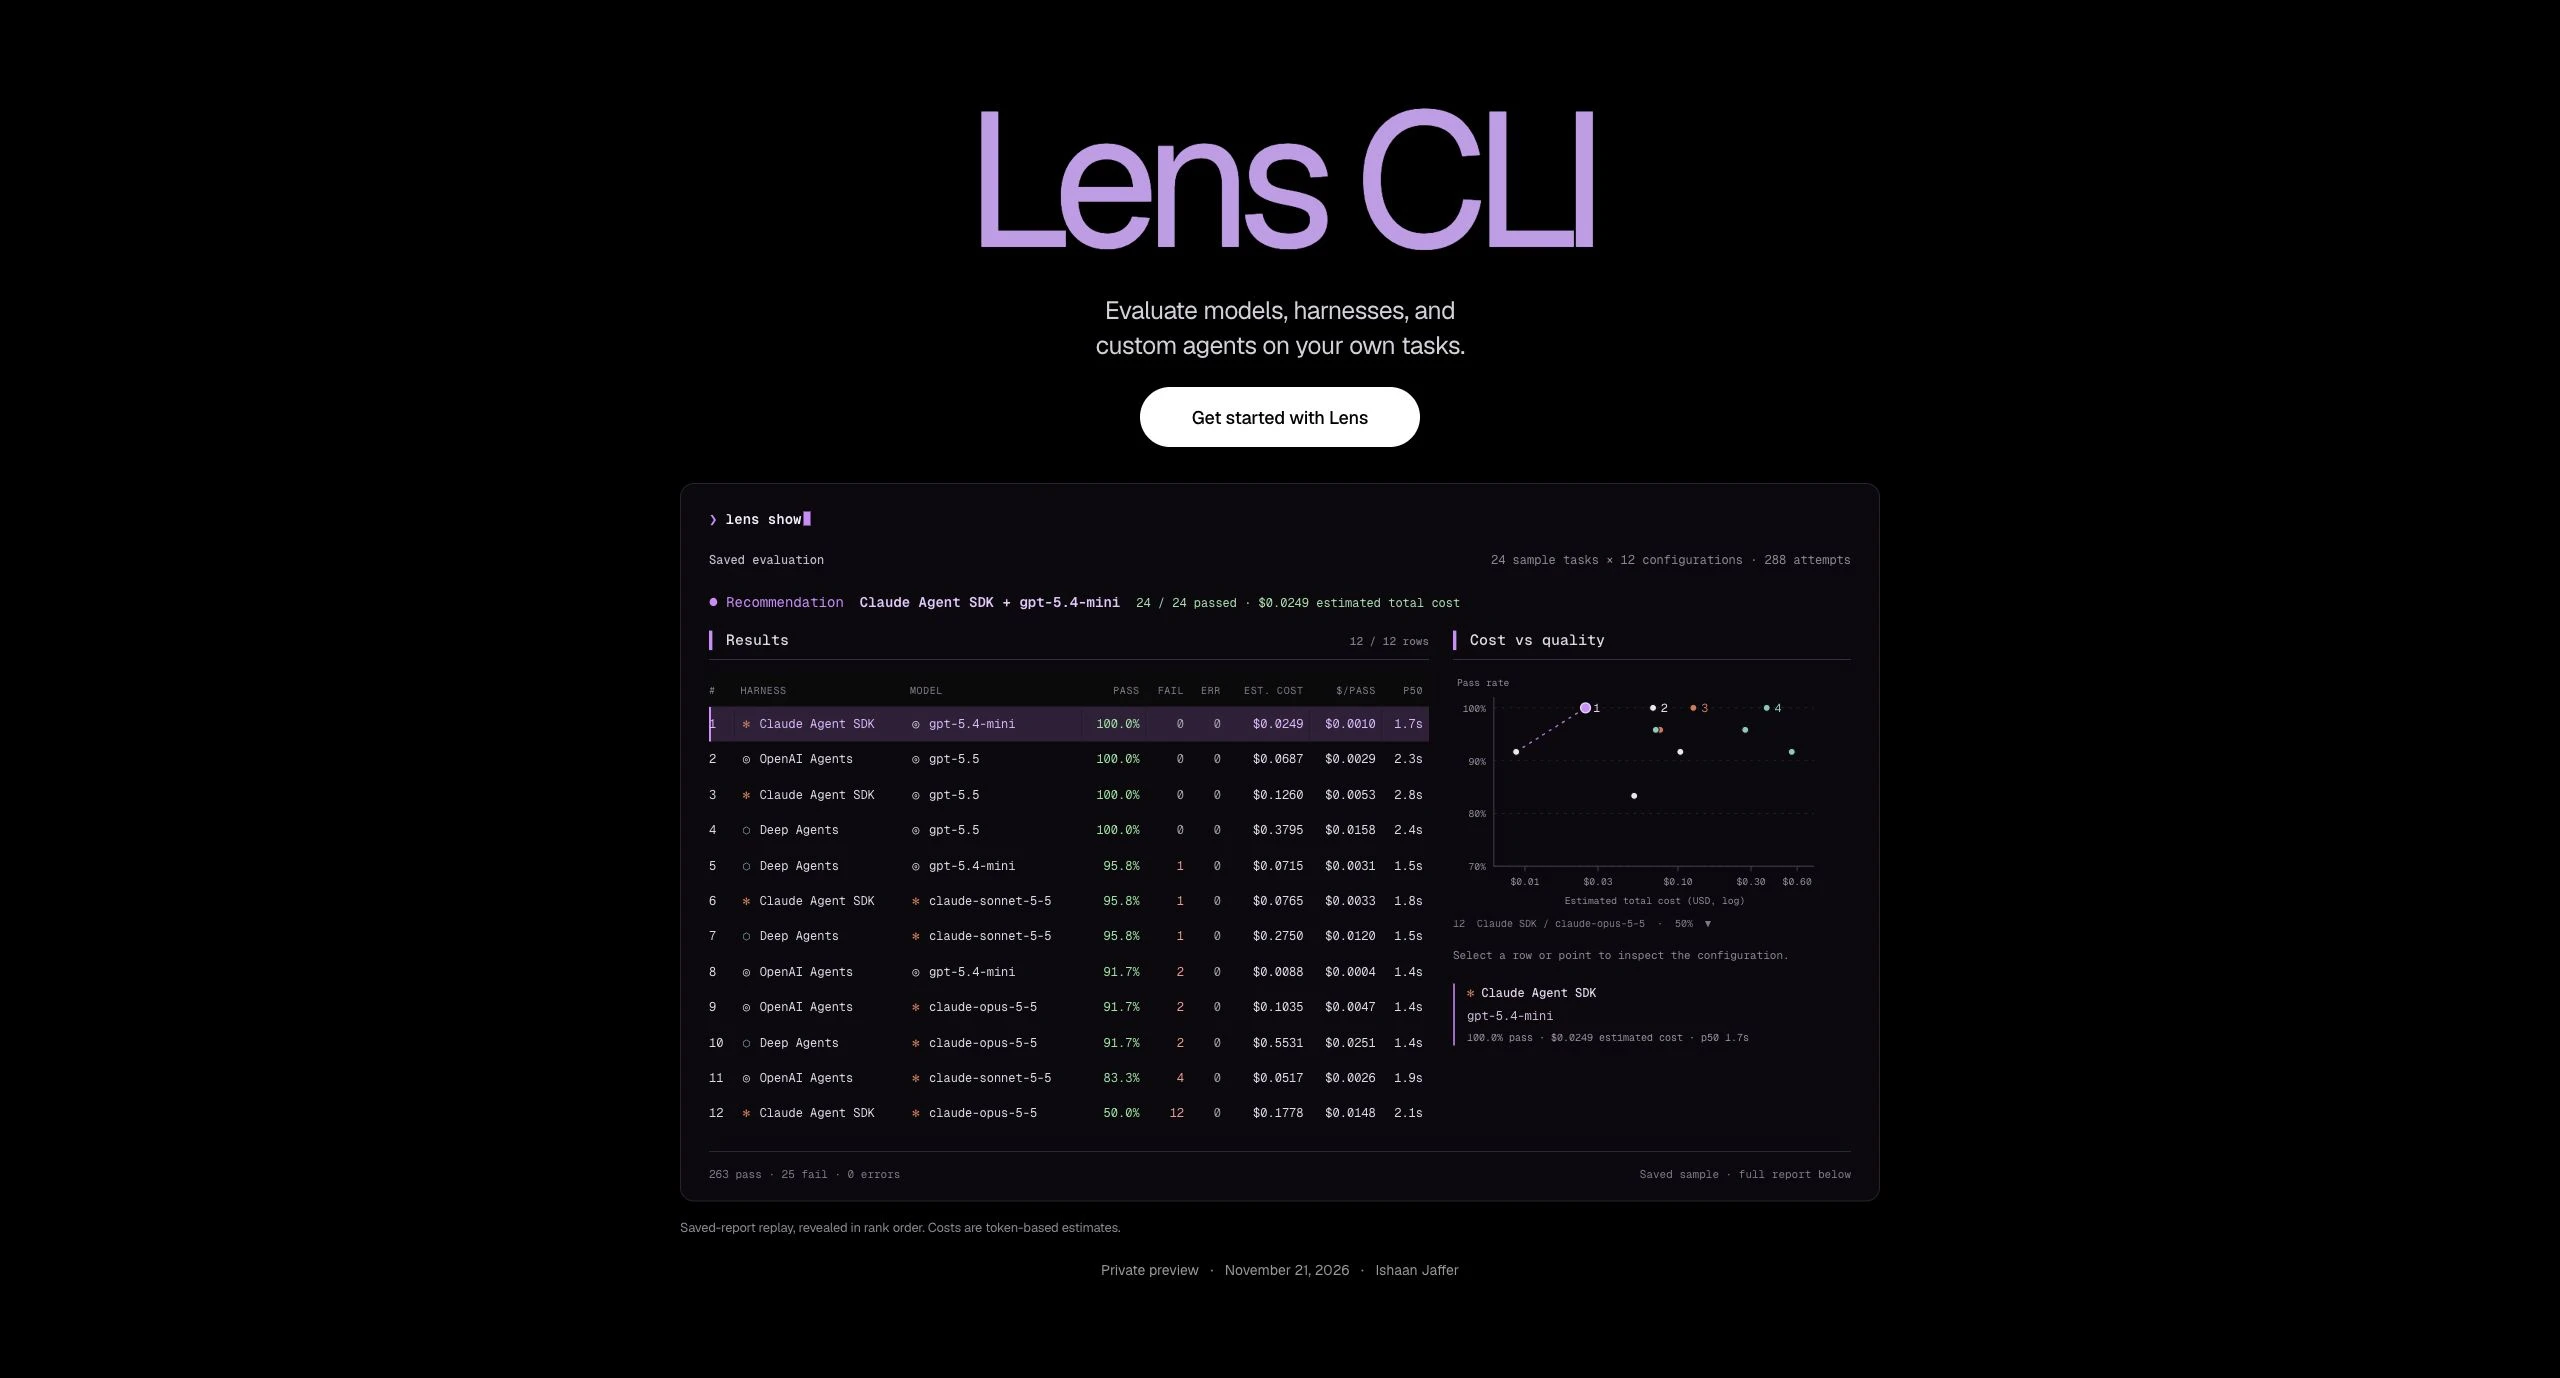 Lens CLI
Evaluate models, harnesses, and
custom agents on your own tasks.
Get started with Lens
❯ lens show
Saved evaluation
24 sample tasks × 12 configurations · 288 attempts
● Recommendation Claude Agent SDK + gpt-5.4-mini 24 / 24 passed · $0.0249 estimated total cost
Results 12 / 12 rows
# HARNESS MODEL PASS FAIL ERR EST. COST $/PASS P50
1 Claude Agent SDK gpt-5.4-mini 100.0% 0 0 $0.0249 $0.0010 1.7s
2 OpenAI Agents gpt-5.5 100.0% 0 0 $0.0687 $0.0029 2.3s
3 Claude Agent SDK gpt-5.5 100.0% 0 0 $0.1260 $0.0053 2.8s
4 Deep Agents gpt-5.5 100.0% 0 0 $0.3795 $0.0158 2.4s
5 Deep Agents gpt-5.4-mini 95.8% 1 0 $0.0715 $0.0031 1.5s
6 Claude Agent SDK claude-sonnet-5-5 95.8% 1 0 $0.0765 $0.0033 1.8s
7 Deep Agents claude-sonnet-5-5 95.8% 1 0 $0.2750 $0.0120 1.5s
8 OpenAI Agents gpt-5.4-mini 91.7% 2 0 $0.0088 $0.0004 1.4s
9 OpenAI Agents claude-opus-5-5 91.7% 2 0 $0.1035 $0.0047 1.4s
10 Deep Agents claude-opus-5-5 91.7% 2 0 $0.5531 $0.0251 1.4s
11 OpenAI Agents claude-sonnet-5-5 83.3% 4 0 $0.0517 $0.0026 1.9s
12 Claude Agent SDK claude-opus-5-5 50.0% 12 0 $0.1778 $0.0148 2.1s
Cost vs quality
Pass rate
100% 1 2 3 4
90%
80%
70%
$0.01 $0.03 $0.10 $0.30 $0.60
Estimated total cost (USD, log)
12 Claude SDK / claude-opus-5-5 · 50% ▼
Select a row or point to inspect the configuration.
Claude Agent SDK
gpt-5.4-mini
100.0% pass · $0.0249 estimated cost · p50 1.7s
263 pass · 25 fail · 0 errors
Saved sample · full report below
Saved-report replay, revealed in rank order. Costs are token-based estimates.
Private preview · November 21, 2026 · Ishaan Jaffer